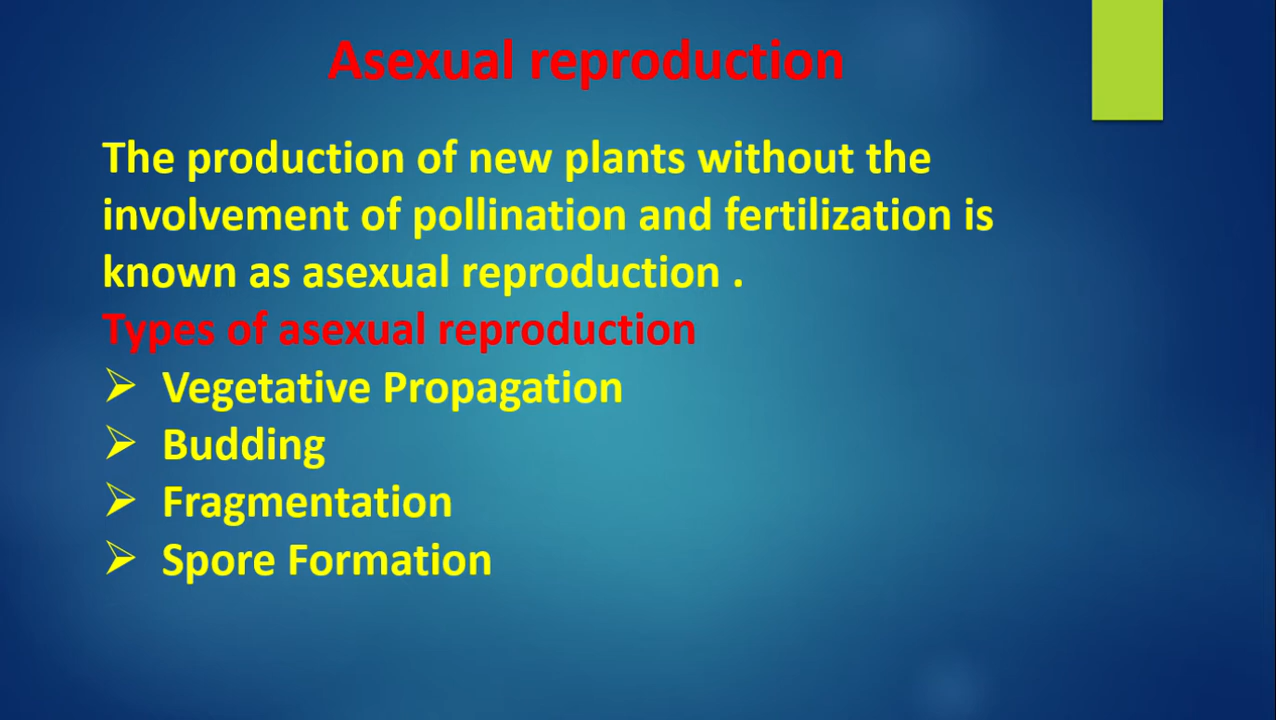 Asexual reproduction
The production of new plants without the
involvement of pollination and fertilization is
known as asexual reproduction .
Types of asexual reproduction
➢ Vegetative Propagation
➢ Budding
➢ Fragmentation
➢ Spore Formation